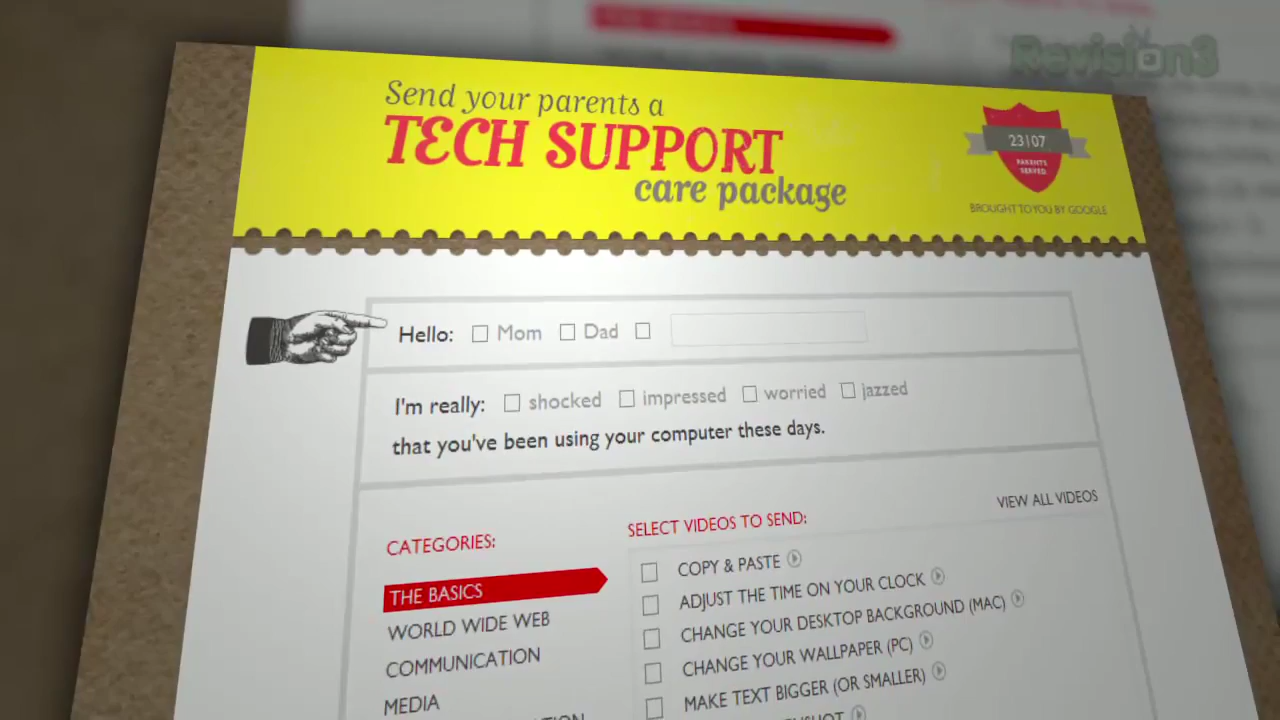 Revision3
Send your parents a
TECH SUPPORT
care package
23107
PARENTS
SERVED
BROUGHT TO YOU BY GOOGLE
Hello: Mom Dad
I'm really: shocked impressed worried jazzed
that you've been using your computer these days.
VIEW ALL VIDEOS
CATEGORIES:
SELECT VIDEOS TO SEND:
THE BASICS
WORLD WIDE WEB
COMMUNICATION
MEDIA
COPY & PASTE
ADJUST THE TIME ON YOUR CLOCK
CHANGE YOUR DESKTOP BACKGROUND (MAC)
CHANGE YOUR WALLPAPER (PC)
MAKE TEXT BIGGER (OR SMALLER)